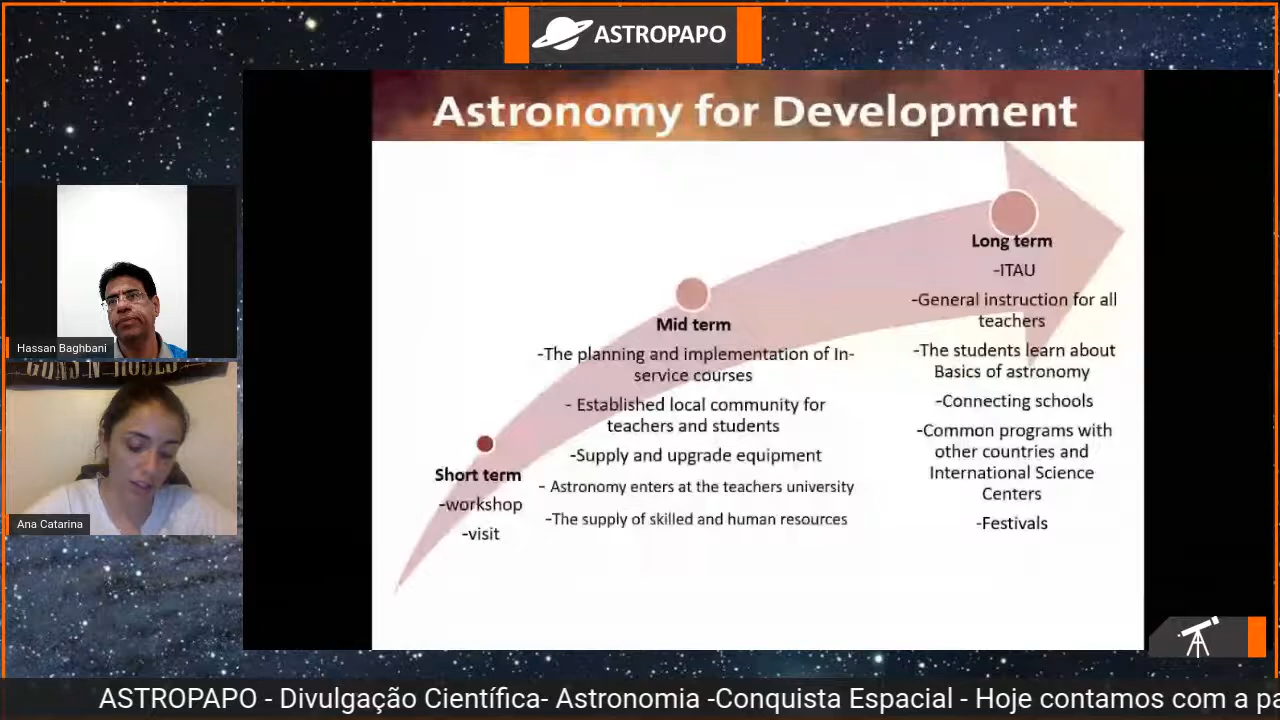 ASTROPAPO
Astronomy for Development
Long term
-ITAU
-General instruction for all
teachers
-The students learn about
Basics of astronomy
-Connecting schools
-Common programs with
other countries and
International Science
Centers
-Festivals
Mid term
-The planning and implementation of In-
service courses
- Established local community for
teachers and students
-Supply and upgrade equipment
- Astronomy enters at the teachers university
-The supply of skilled and human resources
Short term
-workshop
-visit
Hassan Baghbani
Ana Catarina
ASTROPAPO - Divulgação Científica- Astronomia -Conquista Espacial - Hoje contamos com a pa